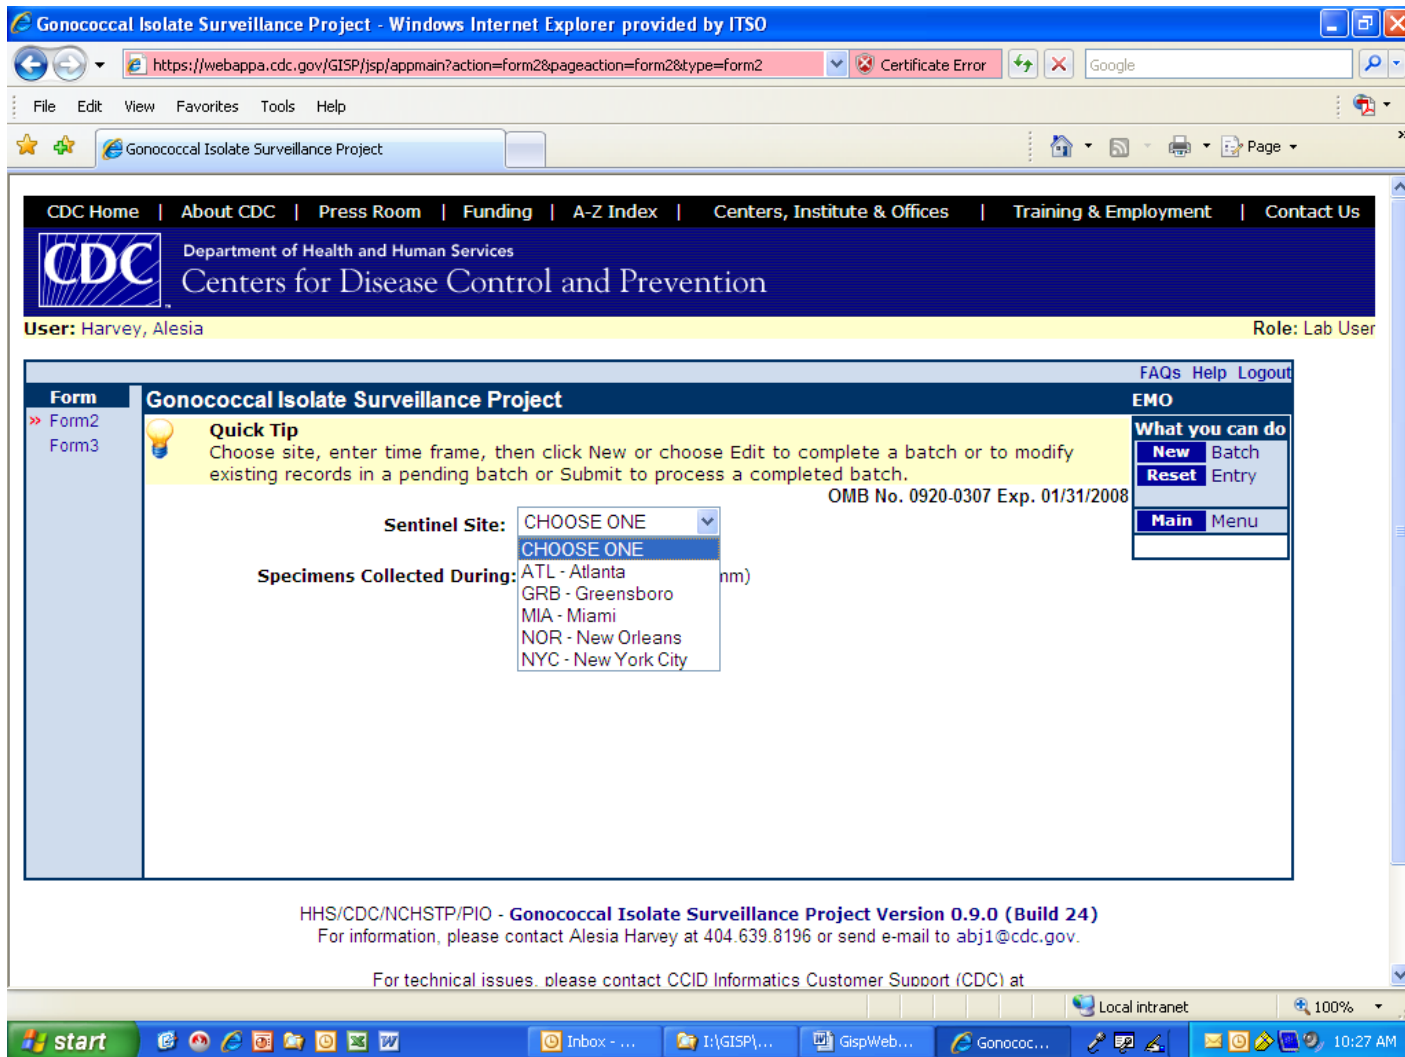 Gonococcal Isolate Surveillance Project - Windows Internet Explorer provided by ITSO
https://webappa.cdc.gov/GISP/jsp/appmain?action=form2&pageaction=form2&type=form2
Certificate Error
Google
File Edit View Favorites Tools Help
Gonococcal Isolate Surveillance Project
Page
CDC Home | About CDC | Press Room | Funding | A-Z Index | Centers, Institute & Offices | Training & Employment | Contact Us
CDC
Department of Health and Human Services
Centers for Disease Control and Prevention
User: Harvey, Alesia
Role: Lab User
FAQs Help Logout
Form
» Form2
Form3
Gonococcal Isolate Surveillance Project
EMO
Quick Tip
Choose site, enter time frame, then click New or choose Edit to complete a batch or to modify
existing records in a pending batch or Submit to process a completed batch.
OMB No. 0920-0307 Exp. 01/31/2008
What you can do
New Batch
Reset Entry
Main Menu
Sentinel Site: CHOOSE ONE
CHOOSE ONE
ATL - Atlanta
GRB - Greensboro
MIA - Miami
NOR - New Orleans
NYC - New York City
Specimens Collected During:
mm)
HHS/CDC/NCHSTP/PIO - Gonococcal Isolate Surveillance Project Version 0.9.0 (Build 24)
For information, please contact Alesia Harvey at 404.639.8196 or send e-mail to abj1@cdc.gov.
For technical issues, please contact CCID Informatics Customer Support (CDC) at
Local intranet
100%
start
Inbox - ...
I:\GISP\...
GispWeb...
Gonococ...
10:27 AM